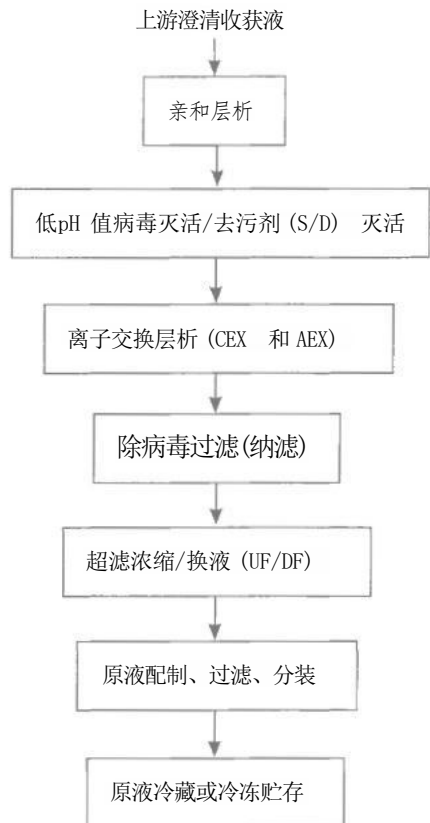 上游澄清收获液
亲和层析
低pH 值病毒灭活/去污剂 (S/D) 灭活
离子交换层析 (CEX 和 AEX)
除病毒过滤(纳滤)
超滤浓缩/换液 (UF/DF)
原液配制、过滤、分装
原液冷藏或冷冻贮存